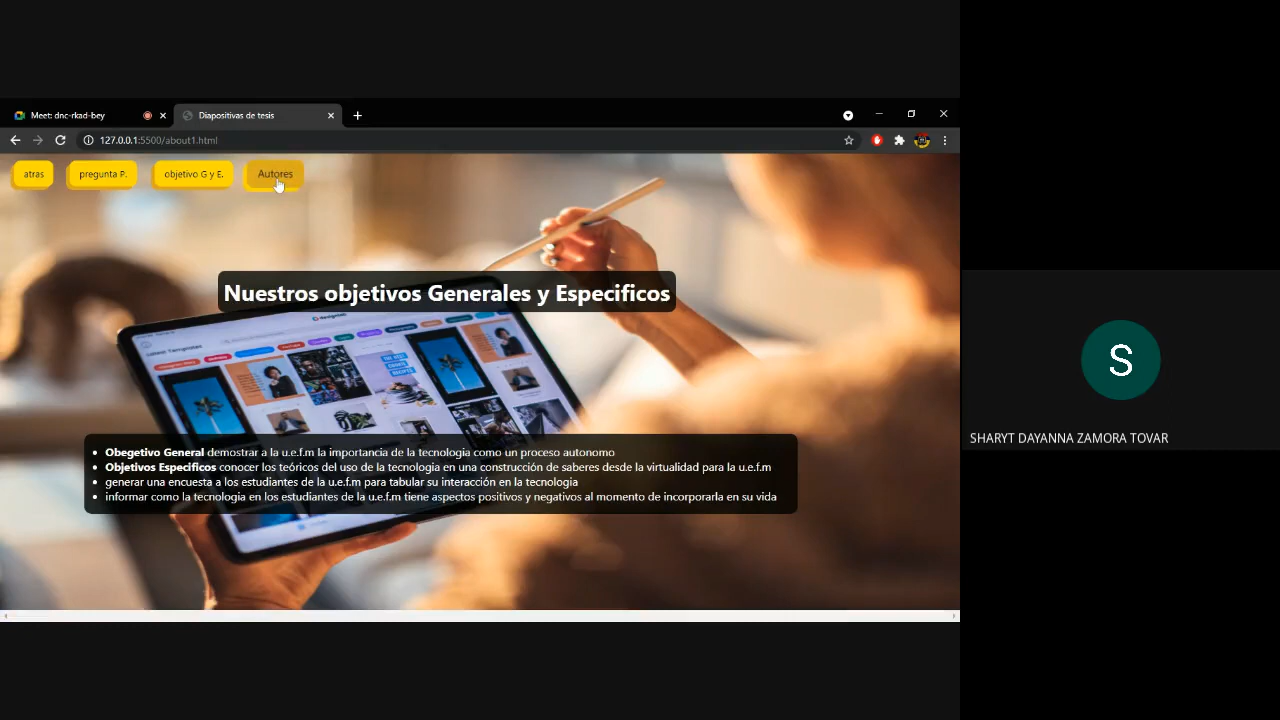 Meet: dnc-rkad-bey
Diapositivas de tesis
127.0.0.1:5500/about1.html
atras
pregunta P.
objetivo G y E.
Autores
Nuestros objetivos Generales y Especificos
Obegetivo General demostrar a la u.e.f.m la importancia de la tecnologia como un proceso autonomo
Objetivos Especificos conocer los teóricos del uso de la tecnologia en una construcción de saberes desde la virtualidad para la u.e.f.m
generar una encuesta a los estudiantes de la u.e.f.m para tabular su interacción en la tecnologia
informar como la tecnologia en los estudiantes de la u.e.f.m tiene aspectos positivos y negativos al momento de incorporarla en su vida
S
SHARYT DAYANNA ZAMORA TOVAR